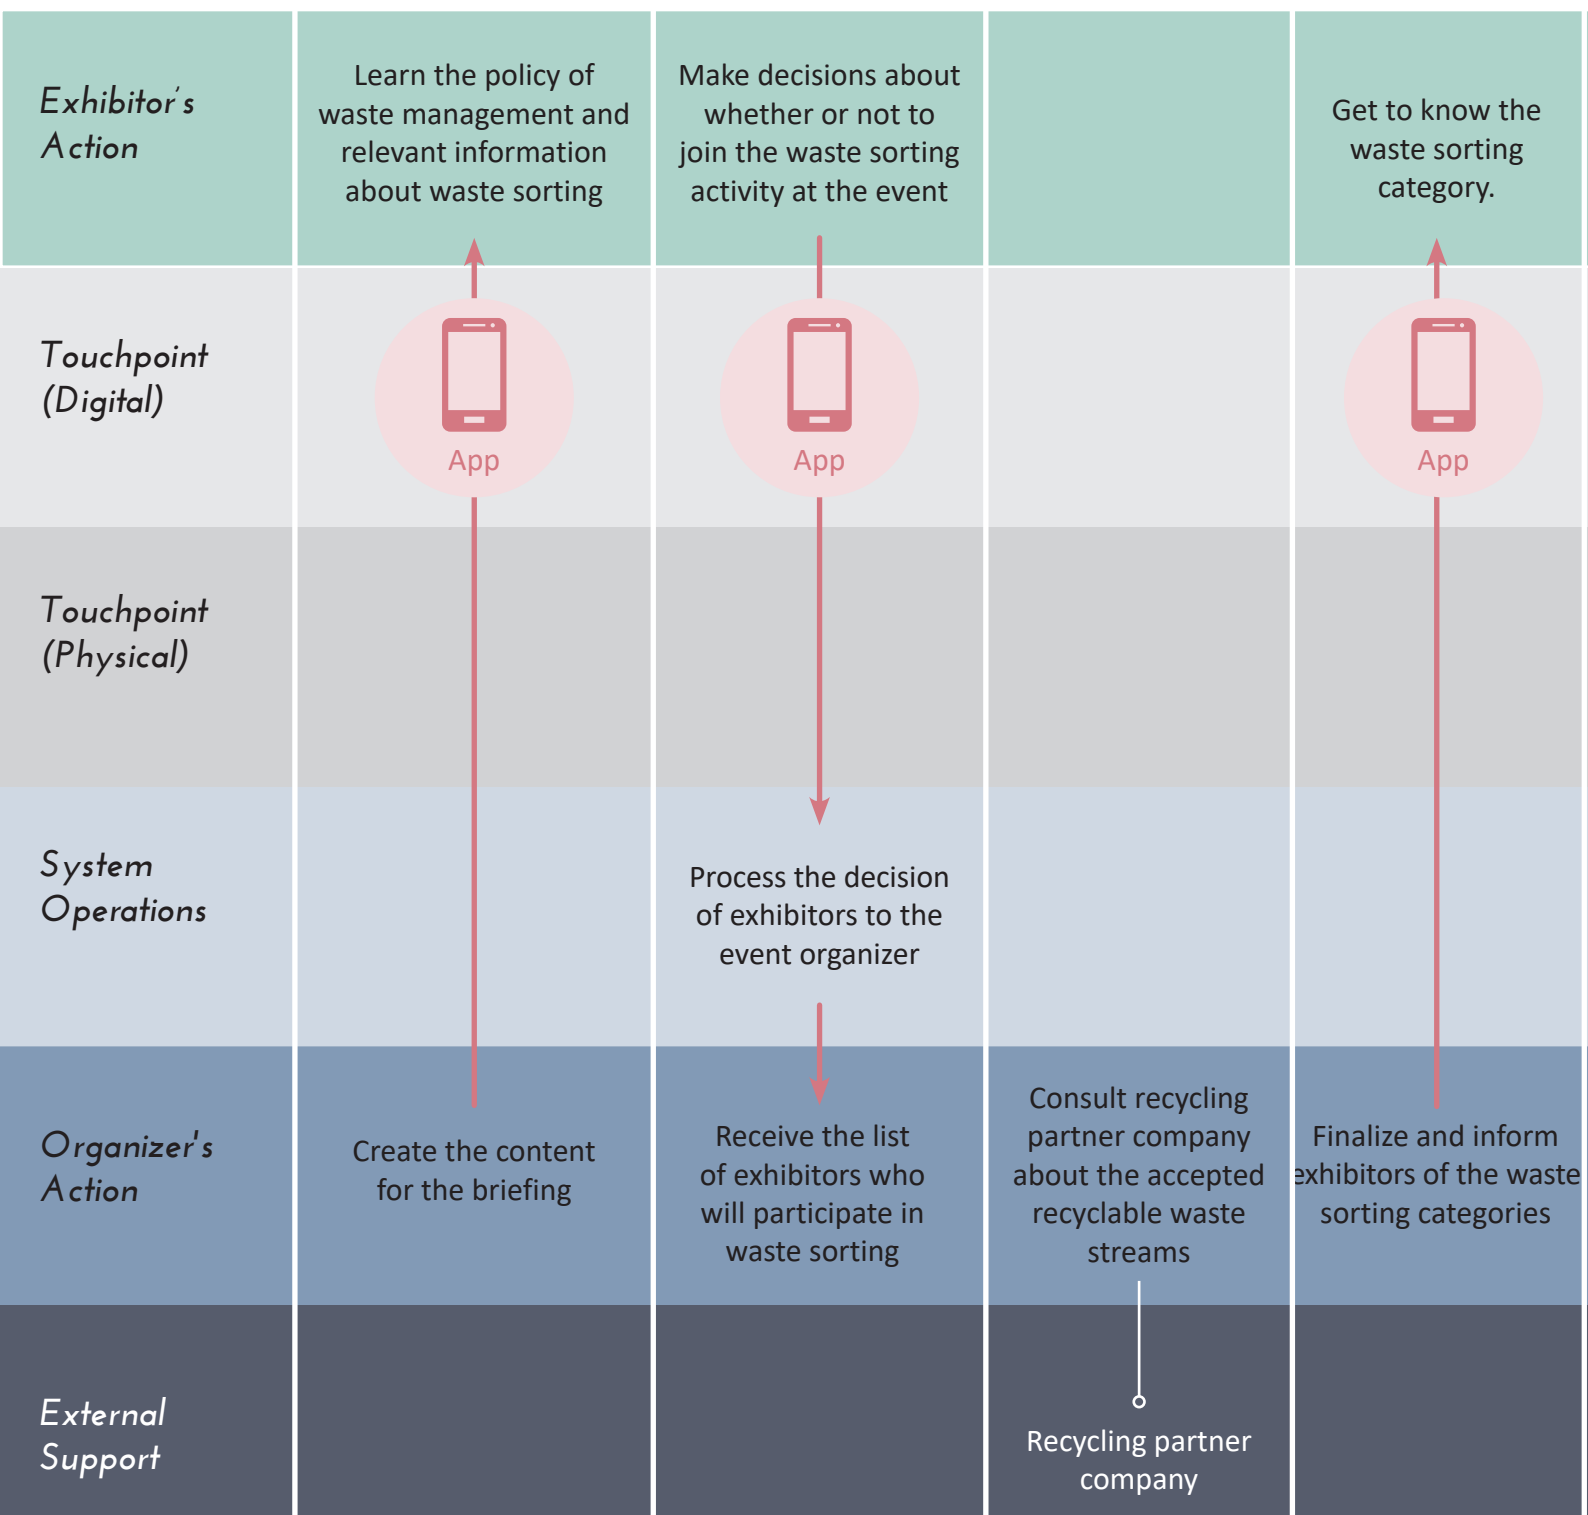 Exhibitor's
Action
Learn the policy of
waste management and
relevant information
about waste sorting
Make decisions about
whether or not to
join the waste sorting
activity at the event
Get to know the
waste sorting
category.
Touchpoint
(Digital)
App
App
App
Touchpoint
(Physical)
System
Operations
Process the decision
of exhibitors to the
event organizer
Organizer's
Action
Create the content
for the briefing
Receive the list
of exhibitors who
will participate in
waste sorting
Consult recycling
partner company
about the accepted
recyclable waste
streams
Finalize and inform
exhibitors of the waste
sorting categories
External
Support
Recycling partner
company